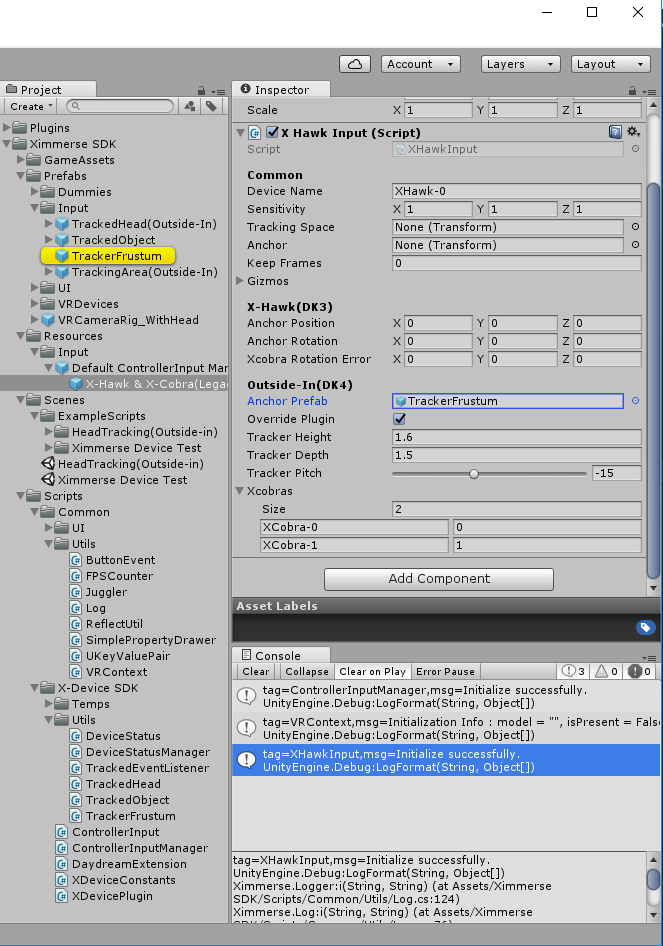 Account
Layers
Layout
Project
Create
Plugins
Ximmerse SDK
GameAssets
Prefabs
Dummies
Input
TrackedHead(Outside-In)
TrackedObject
TrackerFrustum
TrackingArea(Outside-In)
UI
VRDevices
VRCameraRig_WithHead
Resources
Input
Default ControllerInput Mar
X-Hawk & X-Cobra(Lega
Scenes
ExampleScripts
HeadTracking(Outside-in)
Ximmerse Device Test
HeadTracking(Outside-in)
Ximmerse Device Test
Scripts
Common
UI
Utils
ButtonEvent
FPSCounter
Juggler
Log
ReflectUtil
SimplePropertyDrawer
UKeyValuePair
VRContext
X-Device SDK
Temps
Utils
DeviceStatus
DeviceStatusManager
TrackedEventListener
TrackedHead
TrackedObject
TrackerFrustum
ControllerInput
ControllerInputManager
DaydreamExtension
XDeviceConstants
XDevicePlugin
Inspector
Scale X 1 Y 1 Z 1
X Hawk Input (Script)
Script XHawkInput
Common
Device Name XHawk-0
Sensitivity X 1 Y 1 Z 1
Tracking Space None (Transform)
Anchor None (Transform)
Keep Frames 0
Gizmos
X-Hawk(DK3)
Anchor Position X 0 Y 0 Z 0
Anchor Rotation X 0 Y 0 Z 0
Xcobra Rotation Error X 0 Y 0 Z 0
Outside-In(DK4)
Anchor Prefab TrackerFrustum
Override Plugin
Tracker Height 1.6
Tracker Depth 1.5
Tracker Pitch -15
Xcobras
Size 2
XCobra-0 0
XCobra-1 1
Add Component
Asset Labels
Console
Clear Collapse Clear on Play Error Pause 3 0 0
tag=ControllerInputManager,msg=Initialize successfully.
UnityEngine.Debug:LogFormat(String, Object[])
tag=VRContext,msg=Initialization Info : model = "", isPresent = False
UnityEngine.Debug:LogFormat(String, Object[])
tag=XHawkInput,msg=Initialize successfully.
UnityEngine.Debug:LogFormat(String, Object[])
tag=XHawkInput,msg=Initialize successfully.
UnityEngine.Debug:LogFormat(String, Object[])
Ximmerse.Logger:i(String, String) (at Assets/Ximmerse
SDK/Scripts/Common/Utils/Log.cs:124)
Ximmerse.Log:i(String, String) (at Assets/Ximmerse
SDK/Scripts/Common/Utils/Log.cs:76)